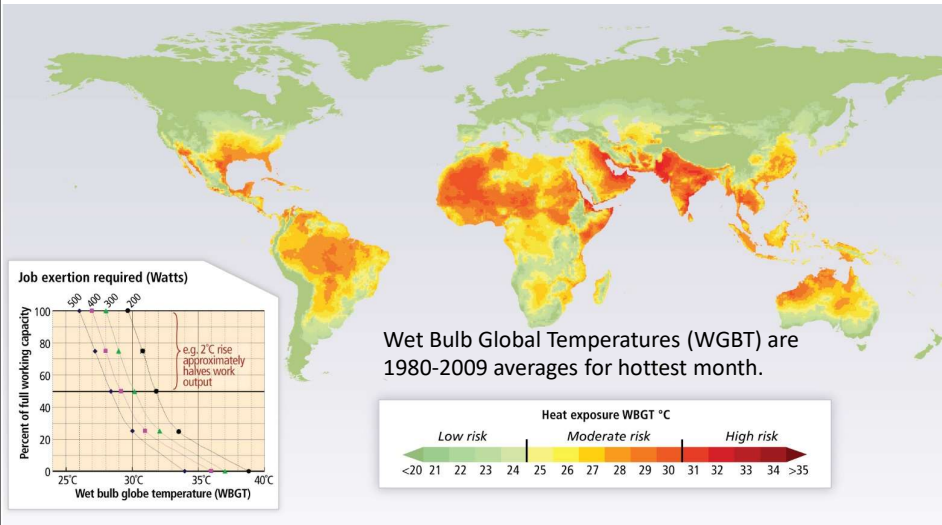 Job exertion required (Watts)
500 400 300 200
100
80
60
40
20
0
Percent of full working capacity
e.g. 2°C rise
approximately
halves work
output
25°C 30°C 35°C 40°C
Wet bulb globe temperature (WBGT)
Wet Bulb Global Temperatures (WGBT) are
1980-2009 averages for hottest month.
Heat exposure WBGT °C
Low risk Moderate risk High risk
<20 21 22 23 24 25 26 27 28 29 30 31 32 33 34 >35